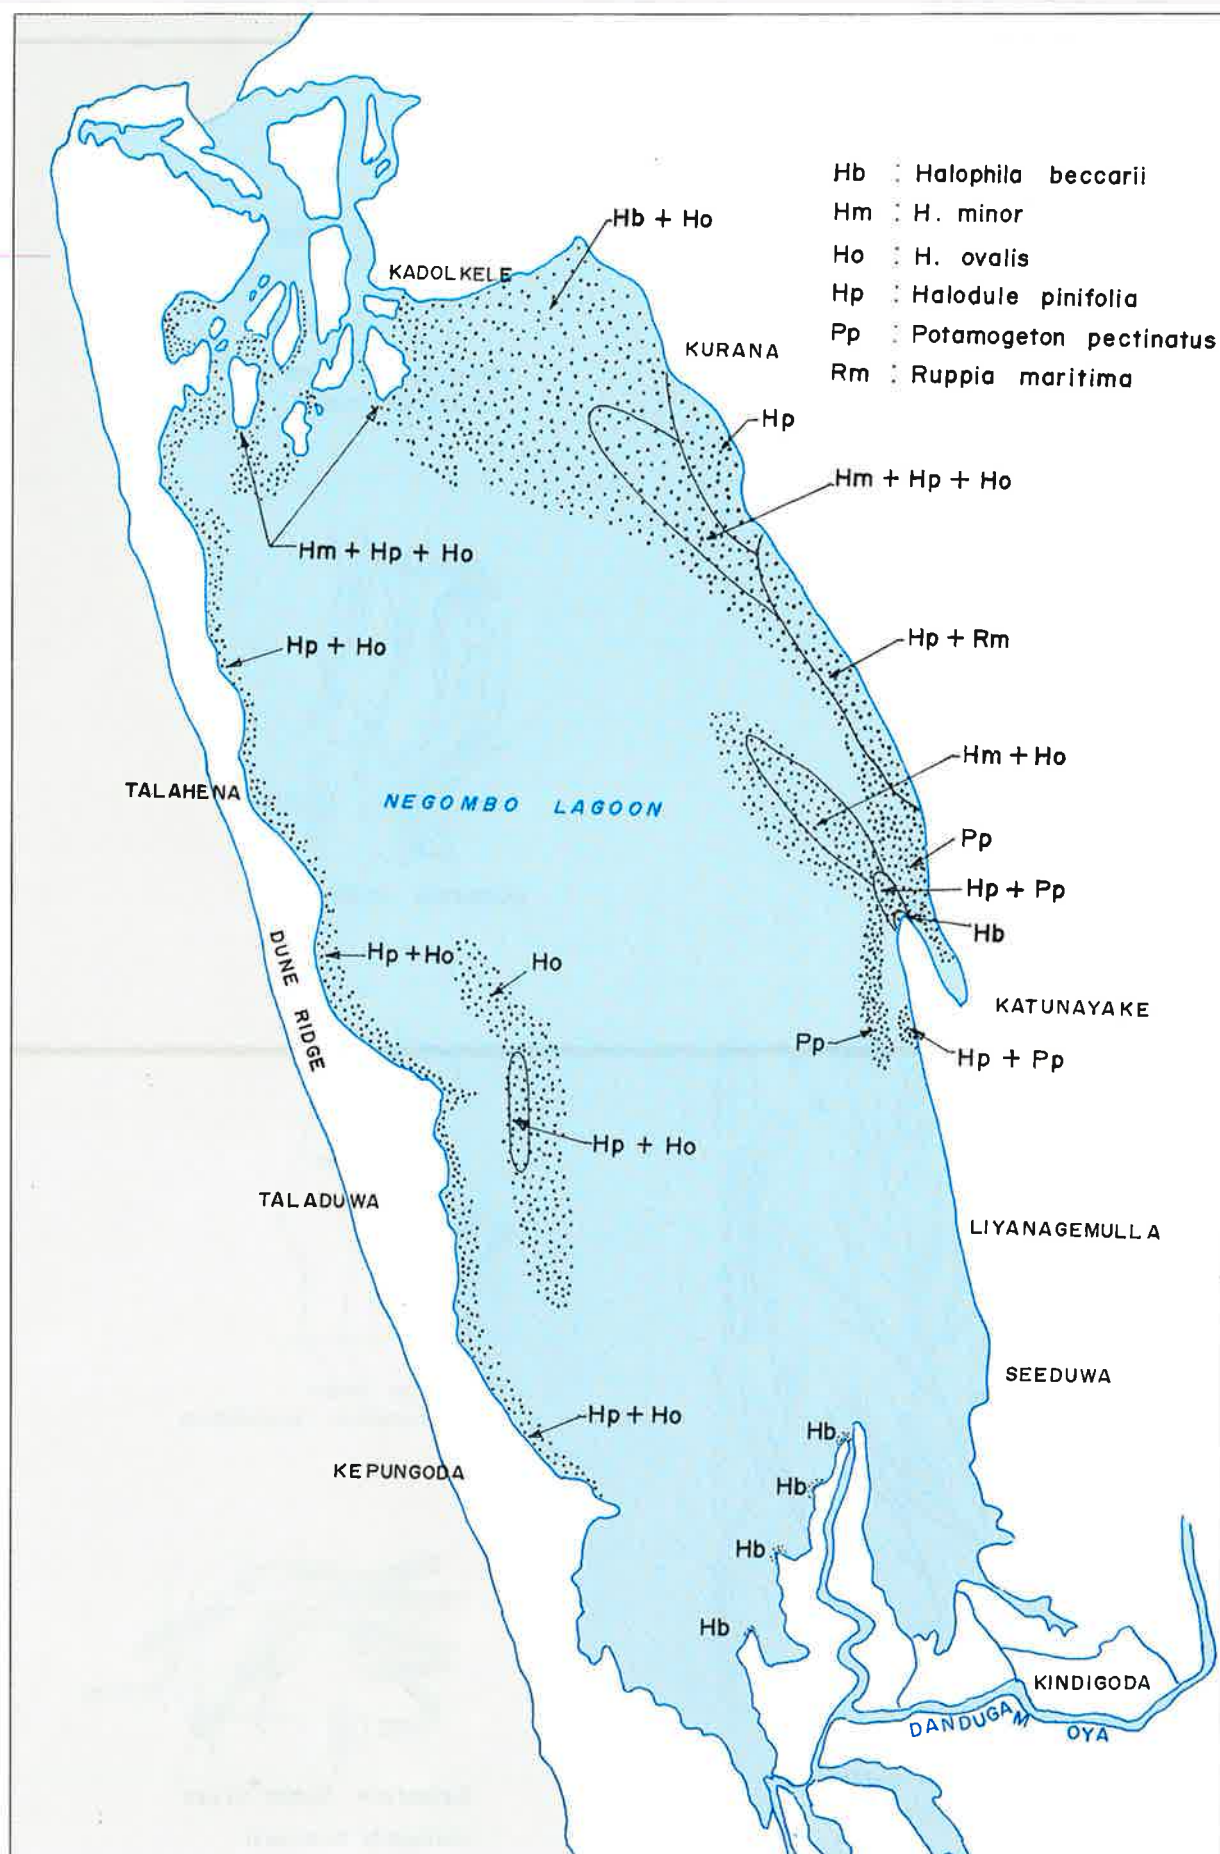 Hb : Halophila beccarii
Hm : H. minor
Ho : H. ovalis
Hp : Halodule pinifolia
Pp : Potamogeton pectinatus
Rm : Ruppia maritima
Hb + Ho
KADOLKELE
KURANA
Hp
Hm + Hp + Ho
Hm + Hp + Ho
Hp + Ho
Hp + Rm
Hm + Ho
TALAHENA
NEGOMBO LAGOON
Pp
Hp + Pp
Hb
Hp + Ho
Ho
DUNE RIDGE
KATUNAYAKE
Pp
Hp + Pp
Hp + Ho
TALADUWA
LIYANAGEMULLA
SEEDUWA
Hp + Ho
Hb
KEPUNGODA
Hb
Hb
Hb
KINDIGODA
DANDUGAM OYA